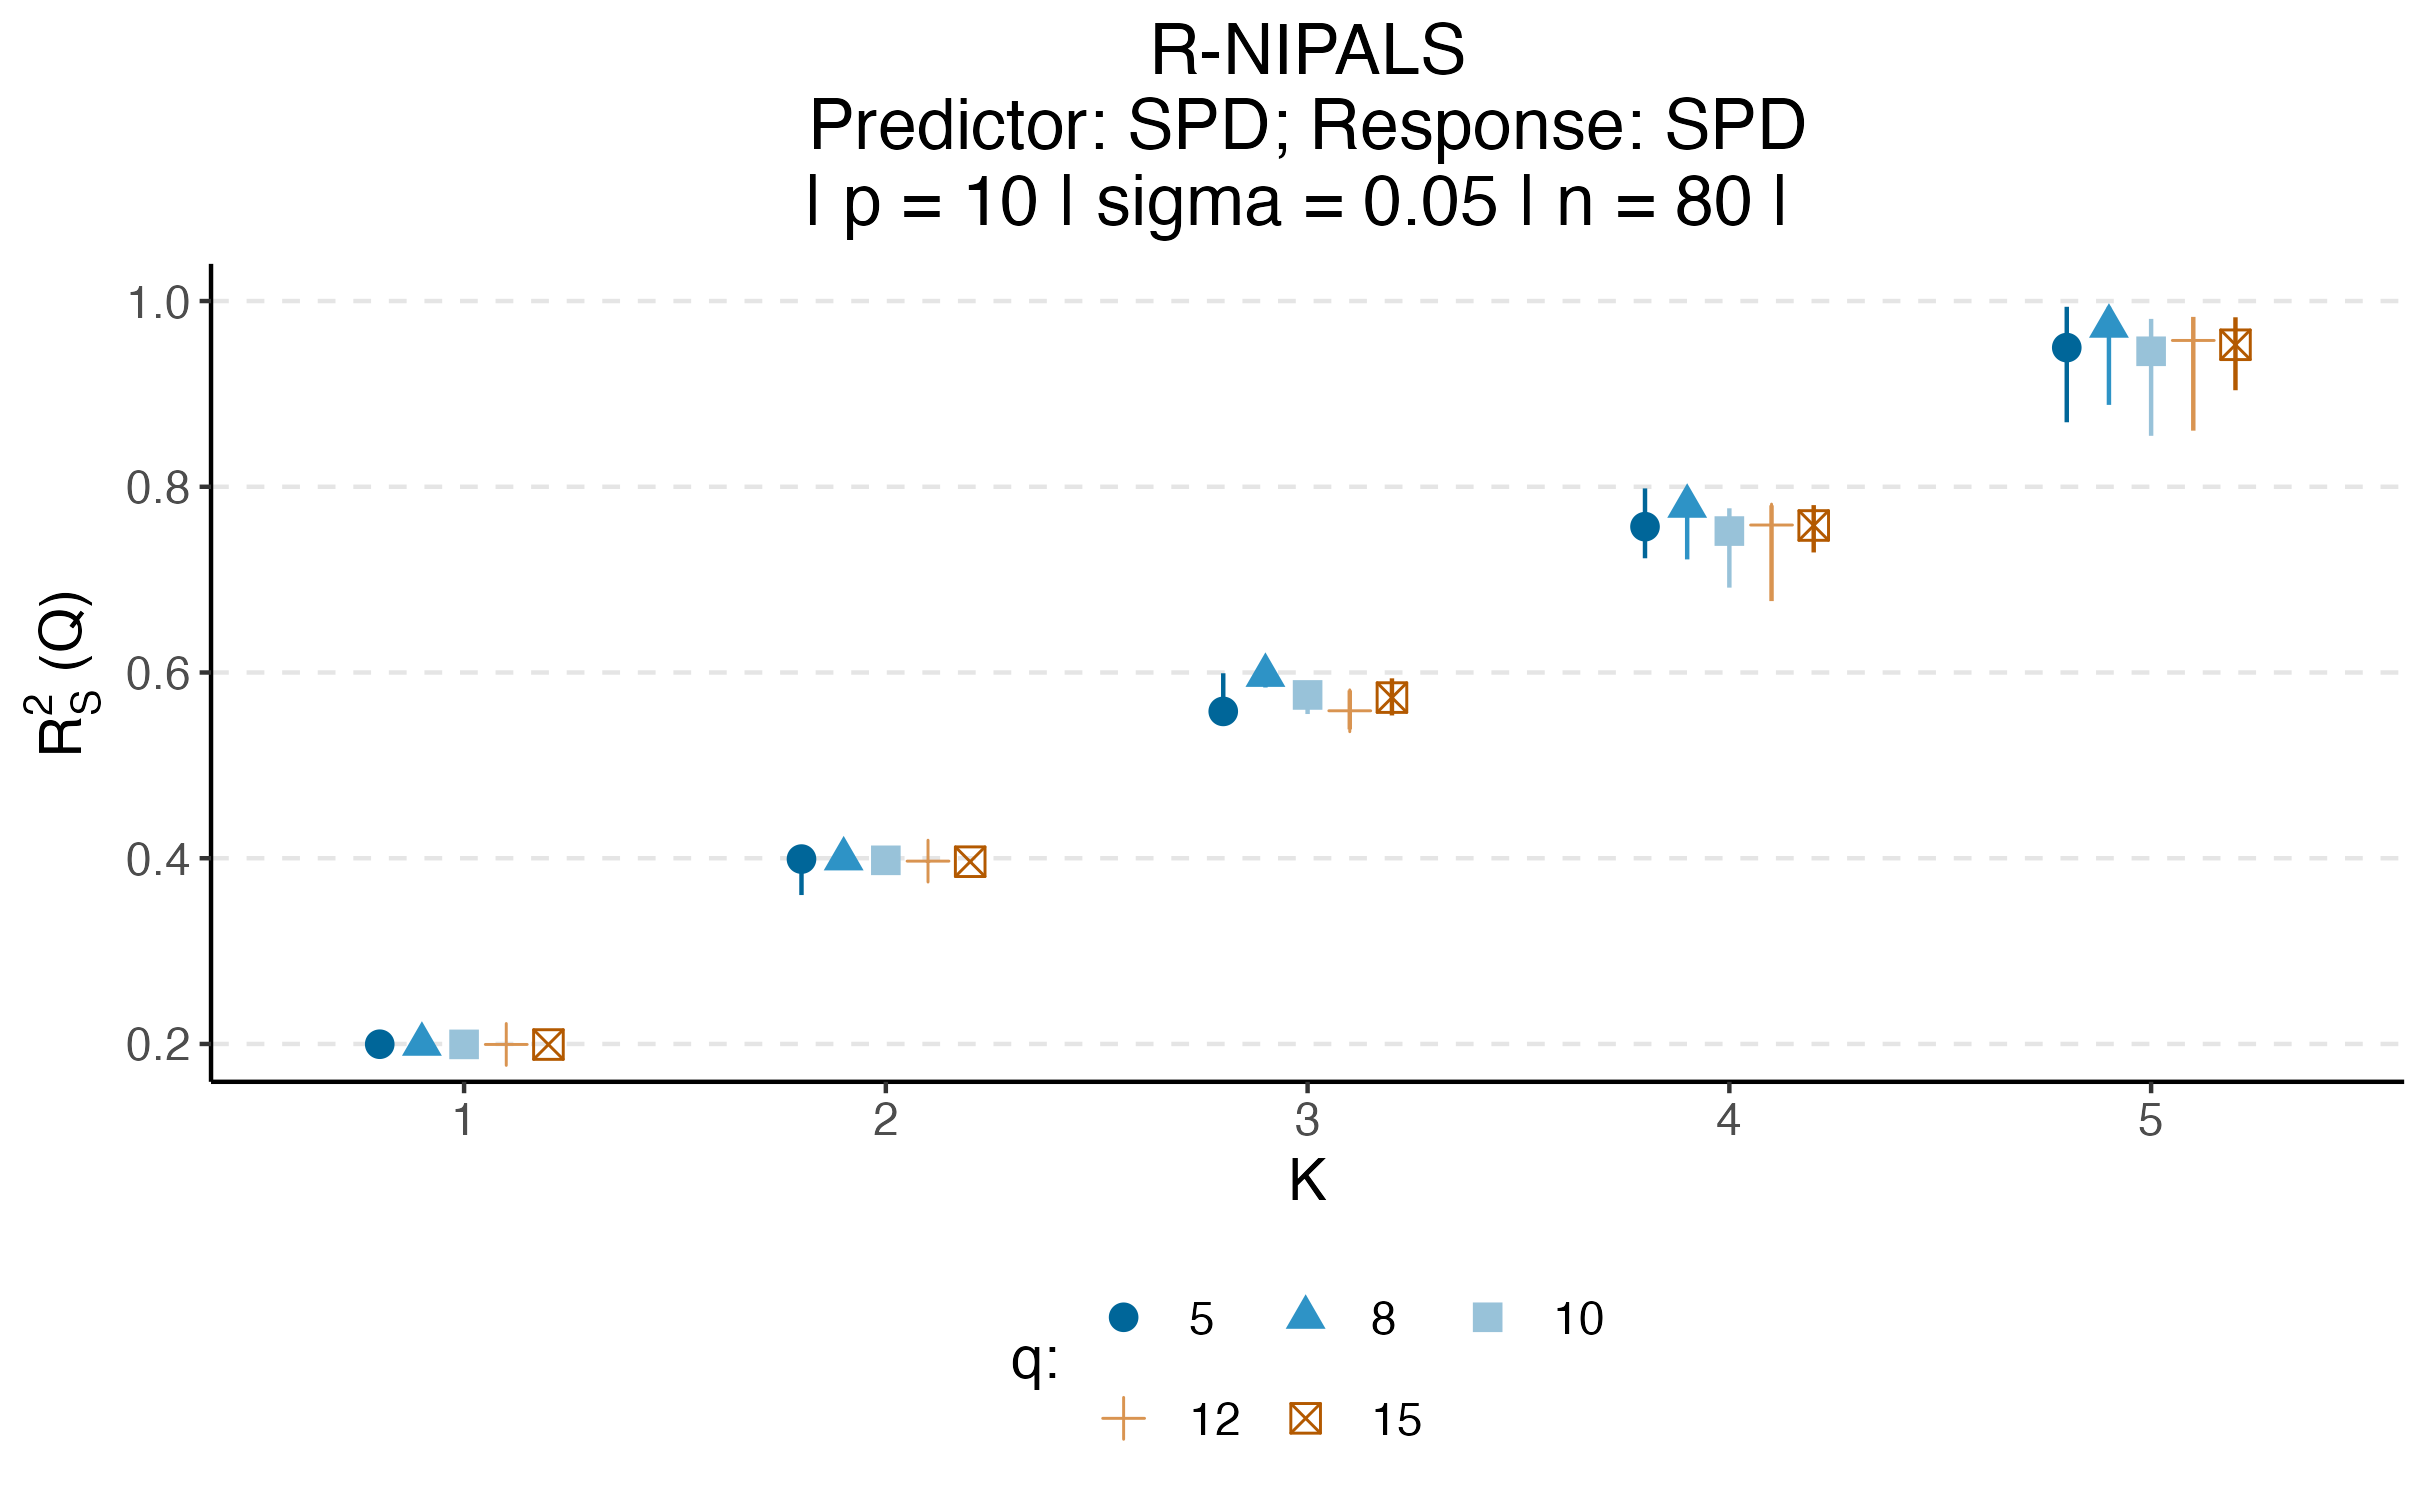 R-NIPALS
Predictor: SPD; Response: SPD
| p = 10 | sigma = 0.05 | n = 80 |
R²S (Q)
1.0
0.8
0.6
0.4
0.2
1 2 3 4 5
K
q:
5 8 10
12 15